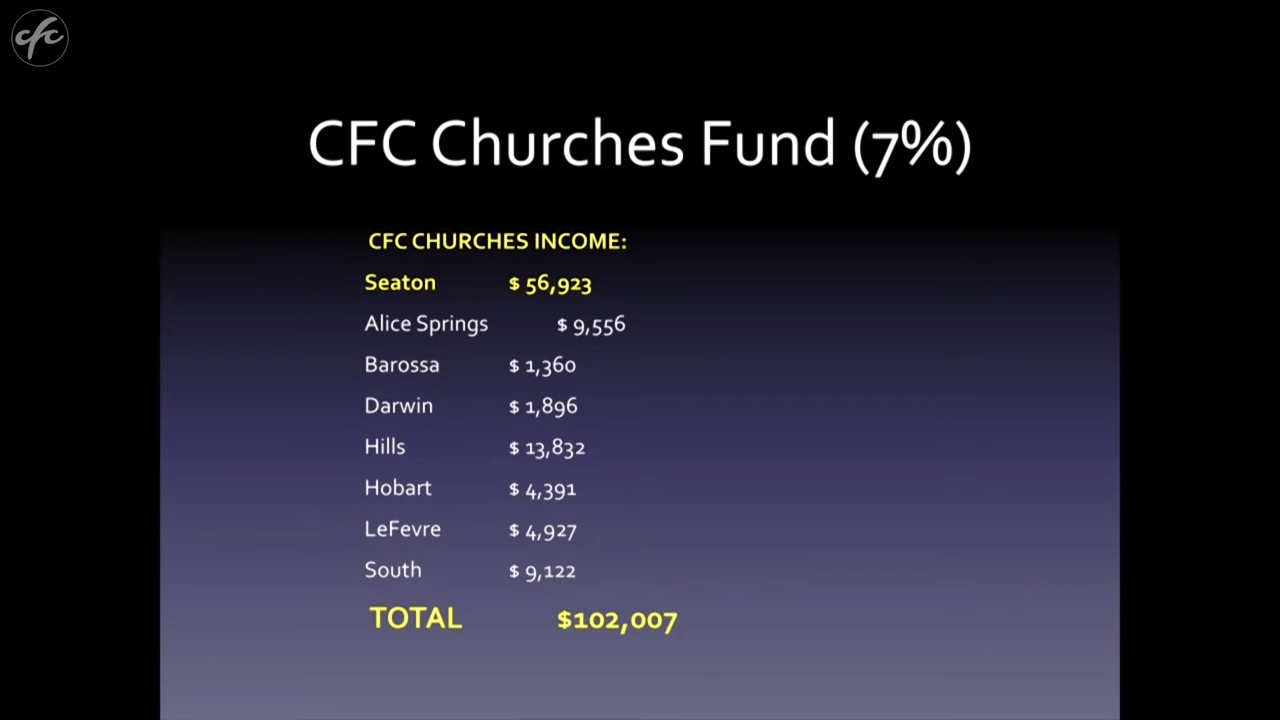 cfc
CFC Churches Fund (7%)
CFC CHURCHES INCOME:
Seaton $ 56,923
Alice Springs $ 9,556
Barossa $ 1,360
Darwin $ 1,896
Hills $ 13,832
Hobart $ 4,391
LeFevre $ 4,927
South $ 9,122
TOTAL $102,007